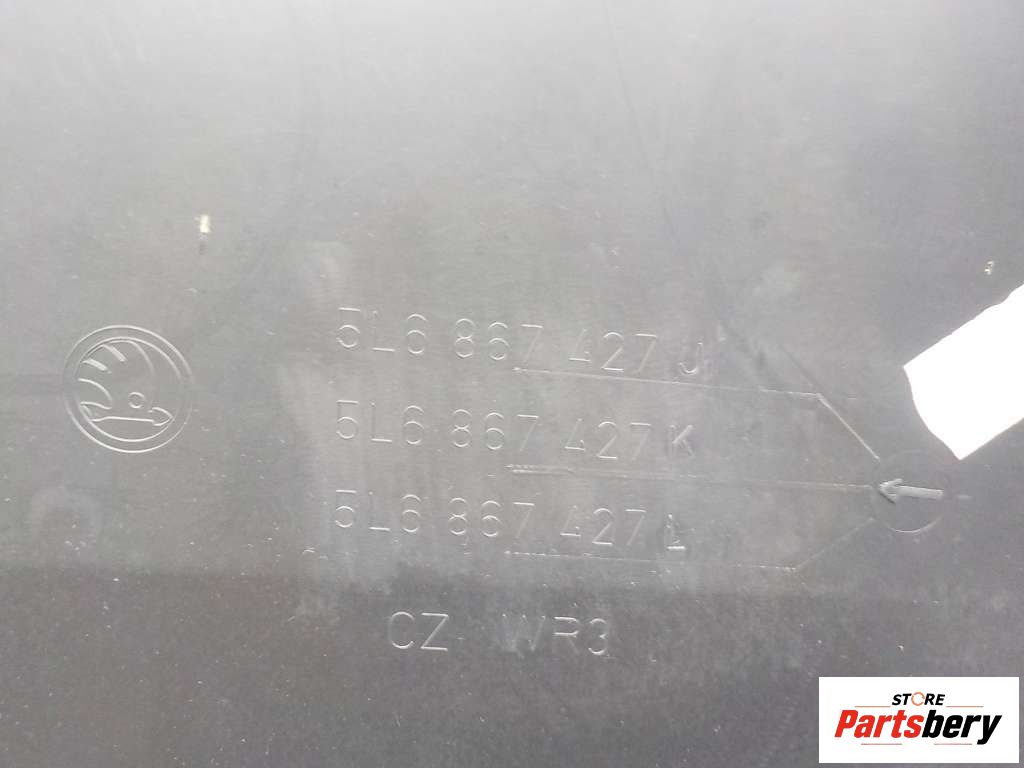 5L6 867 427 J
5L6 867 427 K
5L6 867 427 L
CZ WR3
STORE
Partsbery